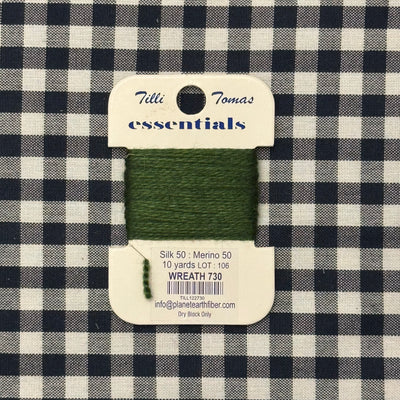 Tilli Tomas
essentials
Silk 50 : Merino 50
10 yards LOT : 106
WREATH 730
TILL122730
info@planetearthfiber.com
Dry Block Only